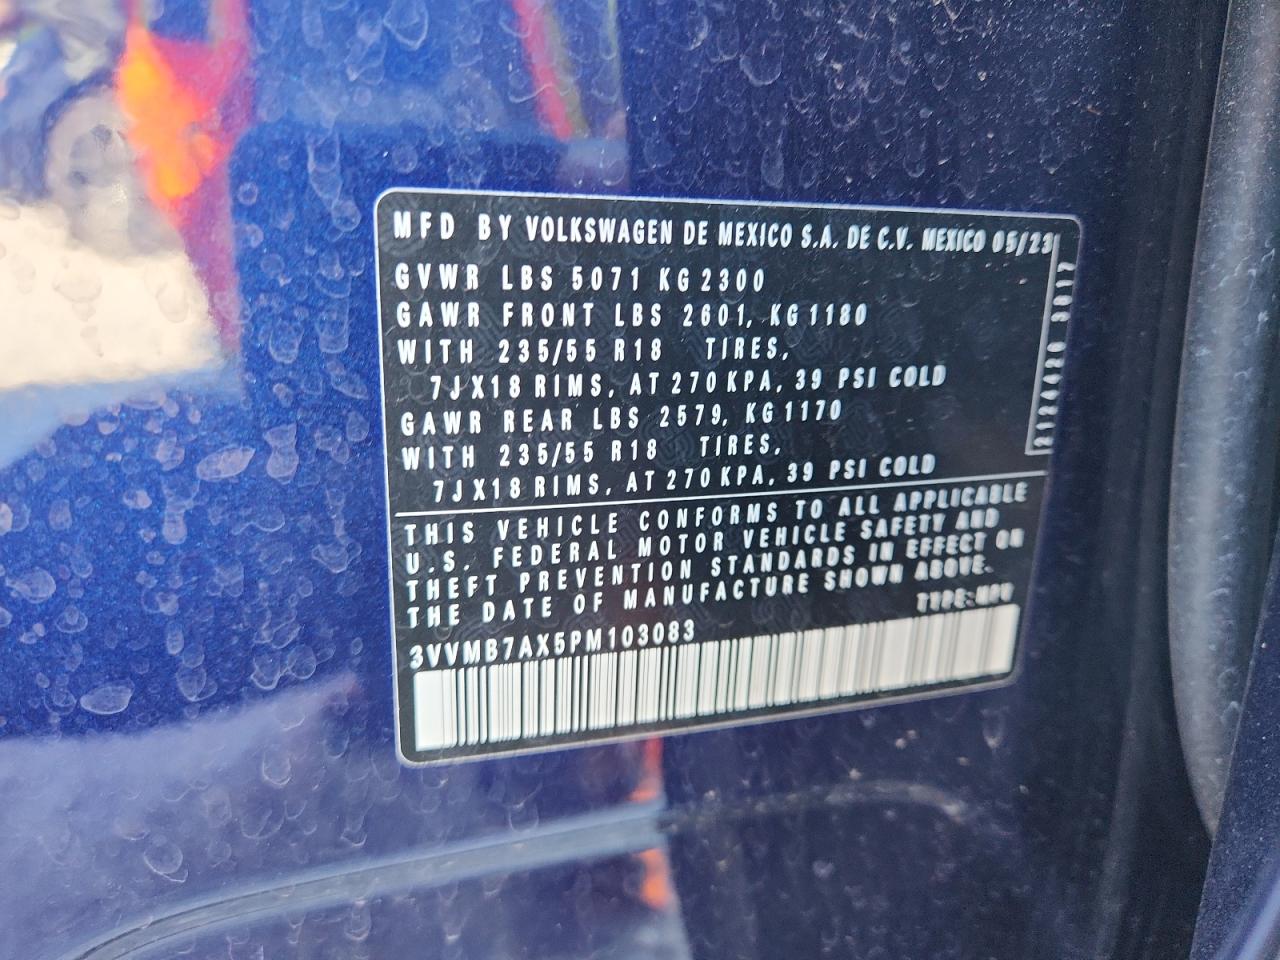 MFD BY VOLKSWAGEN DE MEXICO S.A. DE C.V. MEXICO 05/23
GVWR LBS 5071 KG 2300
GAWR FRONT LBS 2601, KG 1180
WITH 235/55 R18 TIRES,
7JX18 RIMS, AT 270 KPA, 39 PSI COLD
GAWR REAR LBS 2579, KG 1170
WITH 235/55 R18 TIRES,
7JX18 RIMS, AT 270 KPA, 39 PSI COLD
THIS VEHICLE CONFORMS TO ALL APPLICABLE
U.S. FEDERAL MOTOR VEHICLE SAFETY AND
THEFT PREVENTION STANDARDS IN EFFECT ON
THE DATE OF MANUFACTURE SHOWN ABOVE.
TYPE:MPV
3VVMB7AX5PM103083